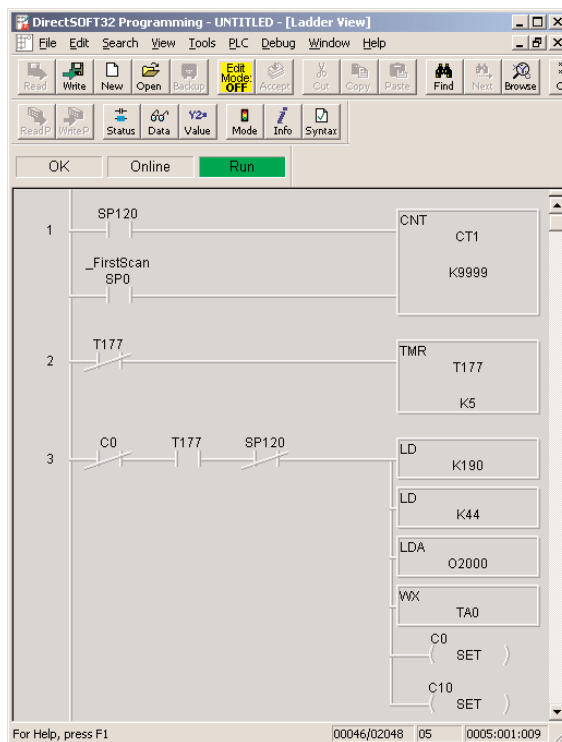 DirectSOFT32 Programming - UNTITLED - [Ladder View]
File Edit Search View Tools PLC Debug Window Help
Read Write New Open Backup Edit Mode: OFF Accept Cut Copy Paste Find Next Browse
ReadP WriteP Status Data Value Mode Info Syntax
OK Online Run
1
SP120
CNT
CT1
K9999
_FirstScan
SP0
2
T177
TMR
T177
K5
3
C0 T177 SP120
LD
K190
LD
K44
LDA
O2000
WX
TA0
C0
SET
C10
SET
For Help, press F1 00046/02048 05 0005:001:009